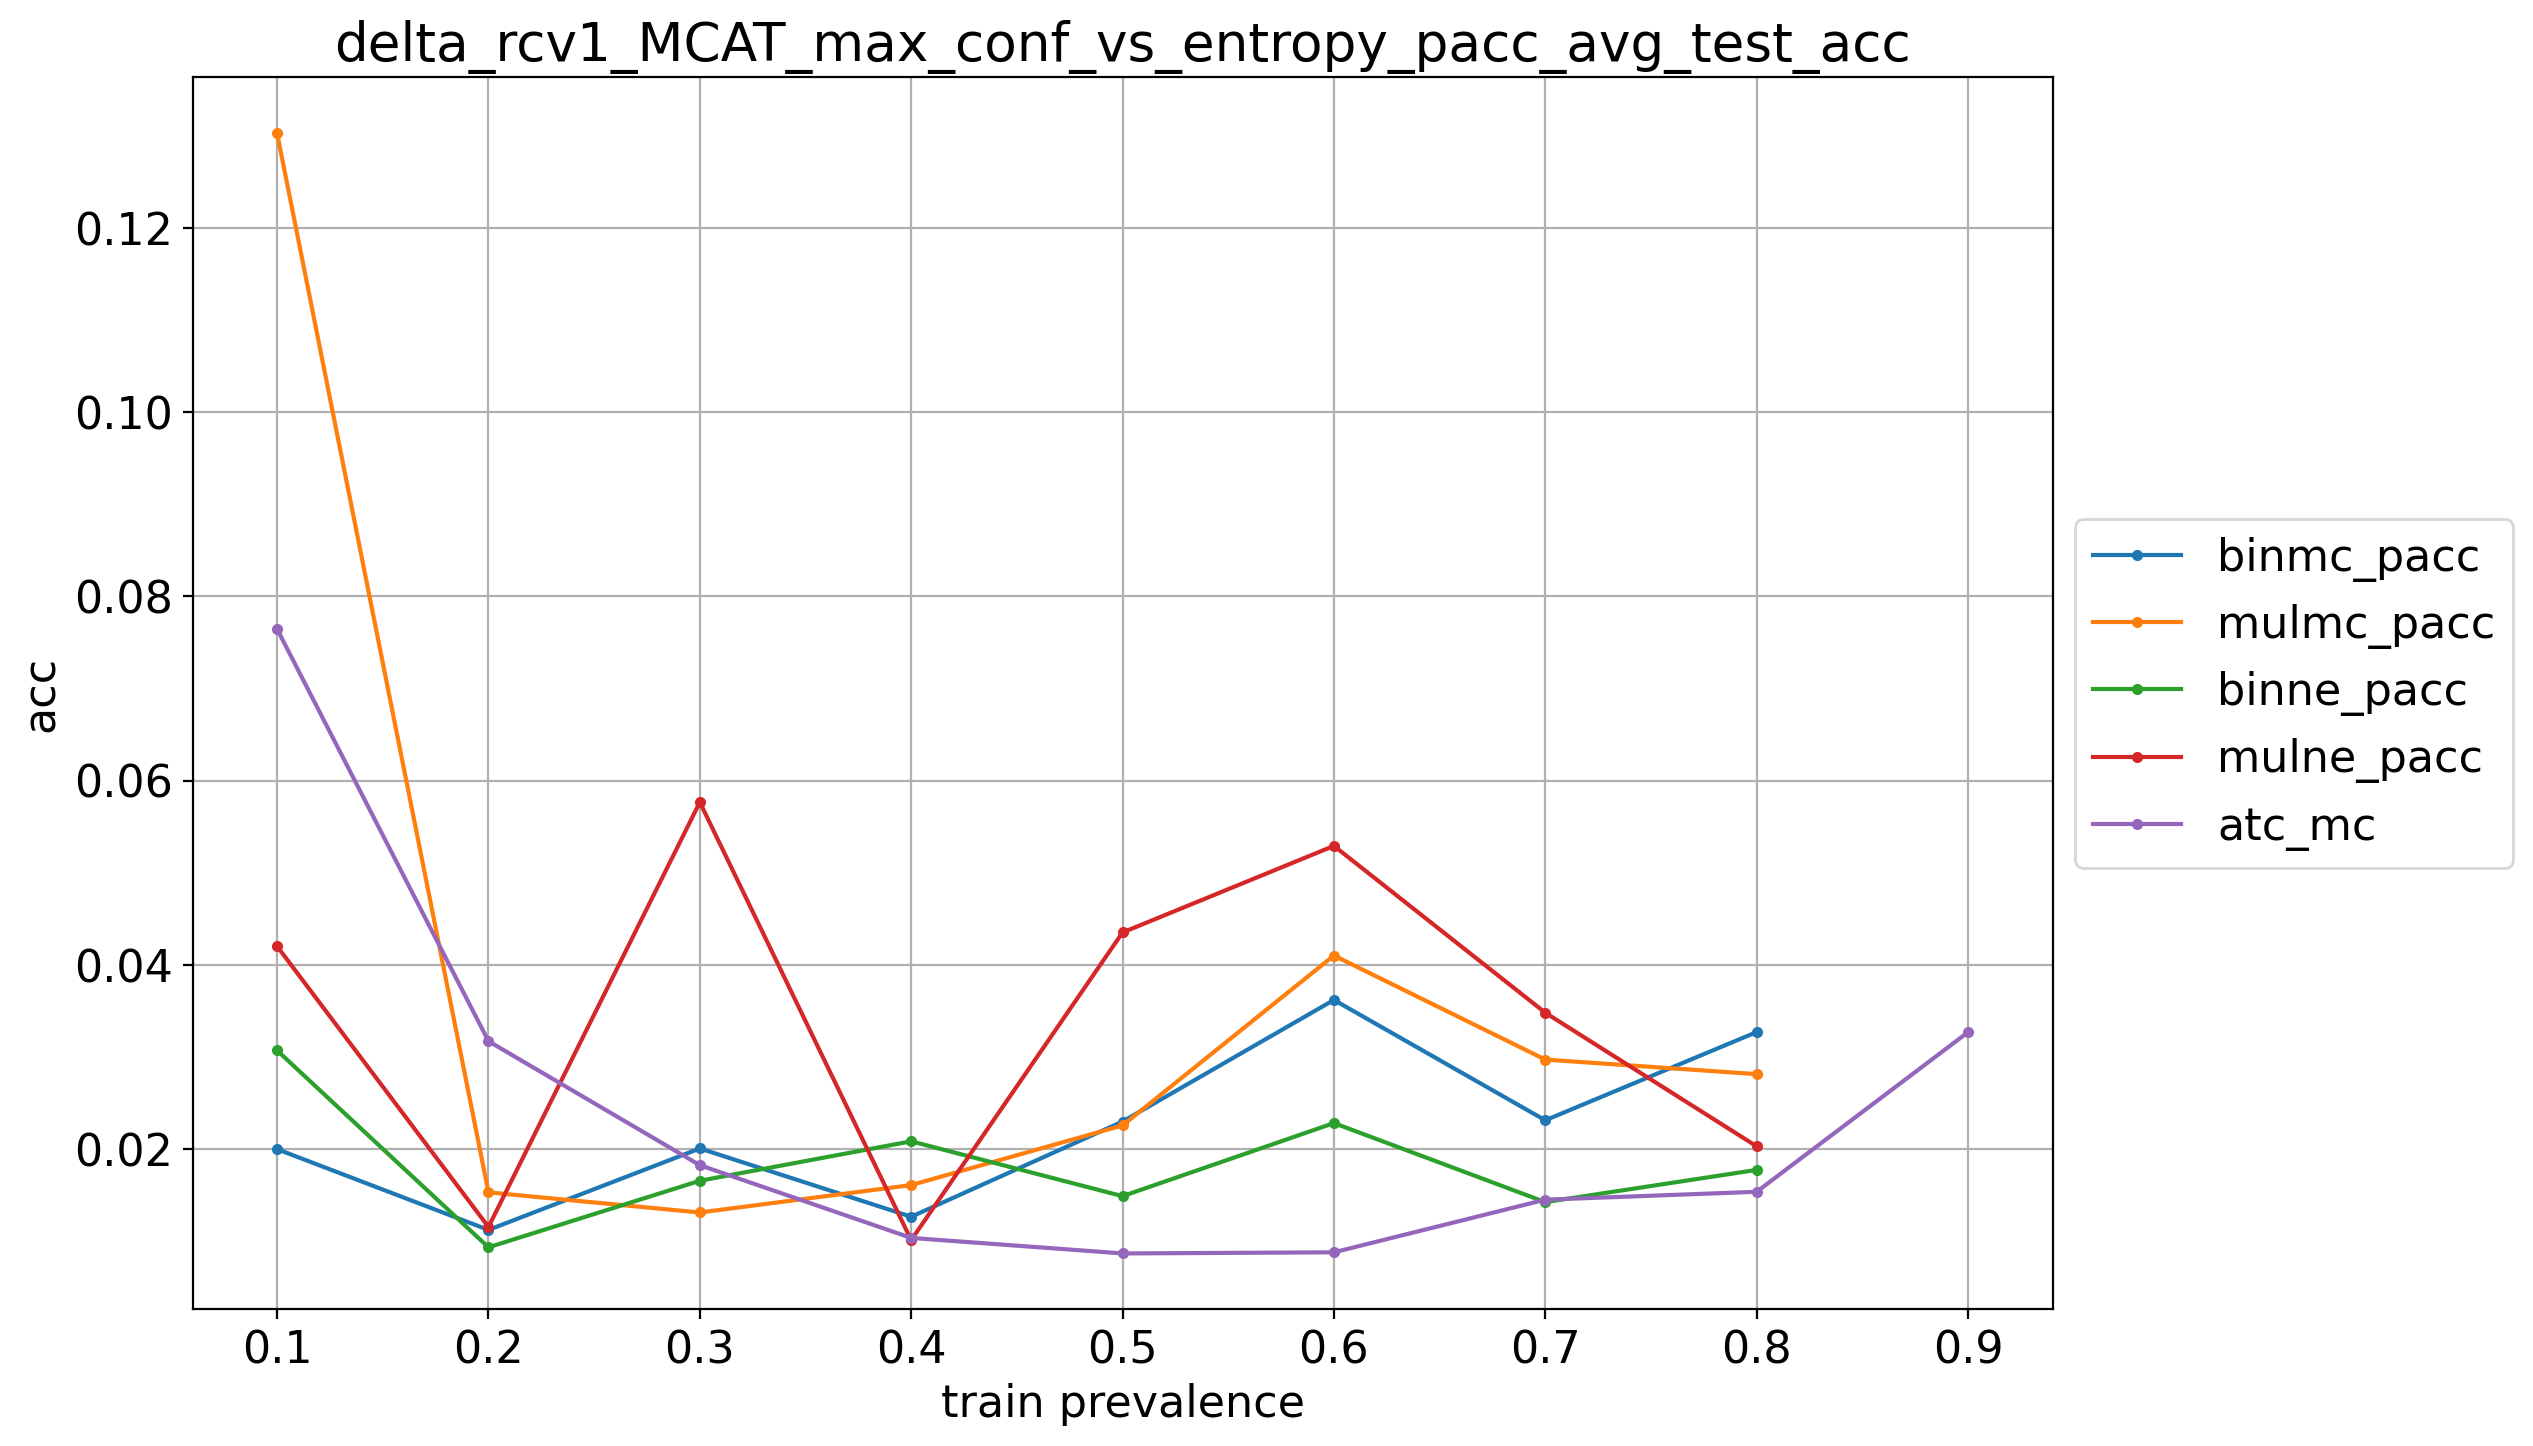 delta_rcv1_MCAT_max_conf_vs_entropy_pacc_avg_test_acc
0.12
0.10
0.08
0.06
0.04
0.02
acc
0.1 0.2 0.3 0.4 0.5 0.6 0.7 0.8 0.9
train prevalence
binmc_pacc
mulmc_pacc
binne_pacc
mulne_pacc
atc_mc